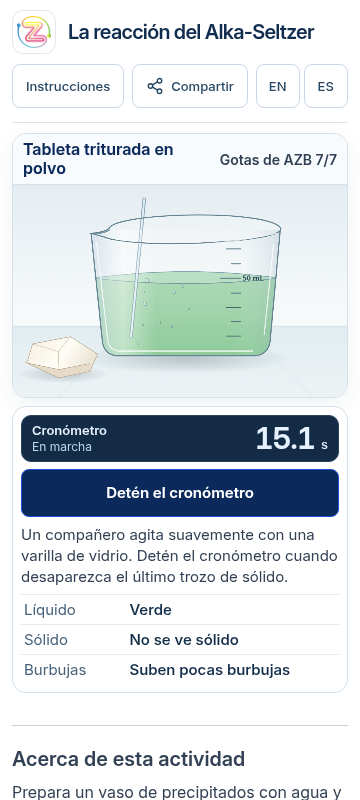 La reacción del Alka-Seltzer
Instrucciones
Compartir
EN
ES
Tableta triturada en
polvo
Gotas de AZB 7/7
50 mL
Cronómetro
En marcha
15.1 s
Detén el cronómetro
Un compañero agita suavemente con una
varilla de vidrio. Detén el cronómetro cuando
desaparezca el último trozo de sólido.
Líquido Verde
Sólido No se ve sólido
Burbujas Suben pocas burbujas
Acerca de esta actividad
Prepara un vaso de precipitados con agua y